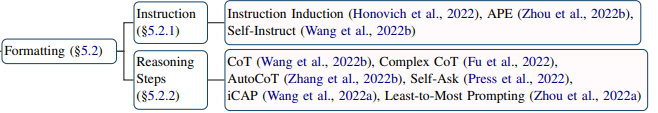 Formatting (§5.2)
Instruction
(§5.2.1)
Instruction Induction (Honovich et al., 2022), APE (Zhou et al., 2022b),
Self-Instruct (Wang et al., 2022b)
Reasoning
Steps
(§5.2.2)
CoT (Wang et al., 2022b), Complex CoT (Fu et al., 2022),
AutoCoT (Zhang et al., 2022b), Self-Ask (Press et al., 2022),
iCAP (Wang et al., 2022a), Least-to-Most Prompting (Zhou et al., 2022a)